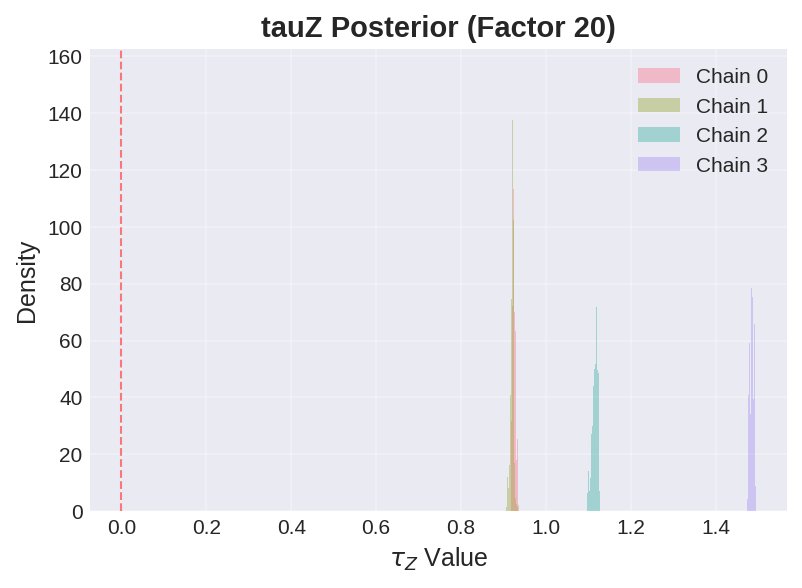 tauZ Posterior (Factor 20)
160
140
120
100
80
60
40
20
0
Density
Chain 0
Chain 1
Chain 2
Chain 3
0.0 0.2 0.4 0.6 0.8 1.0 1.2 1.4
τ_Z Value